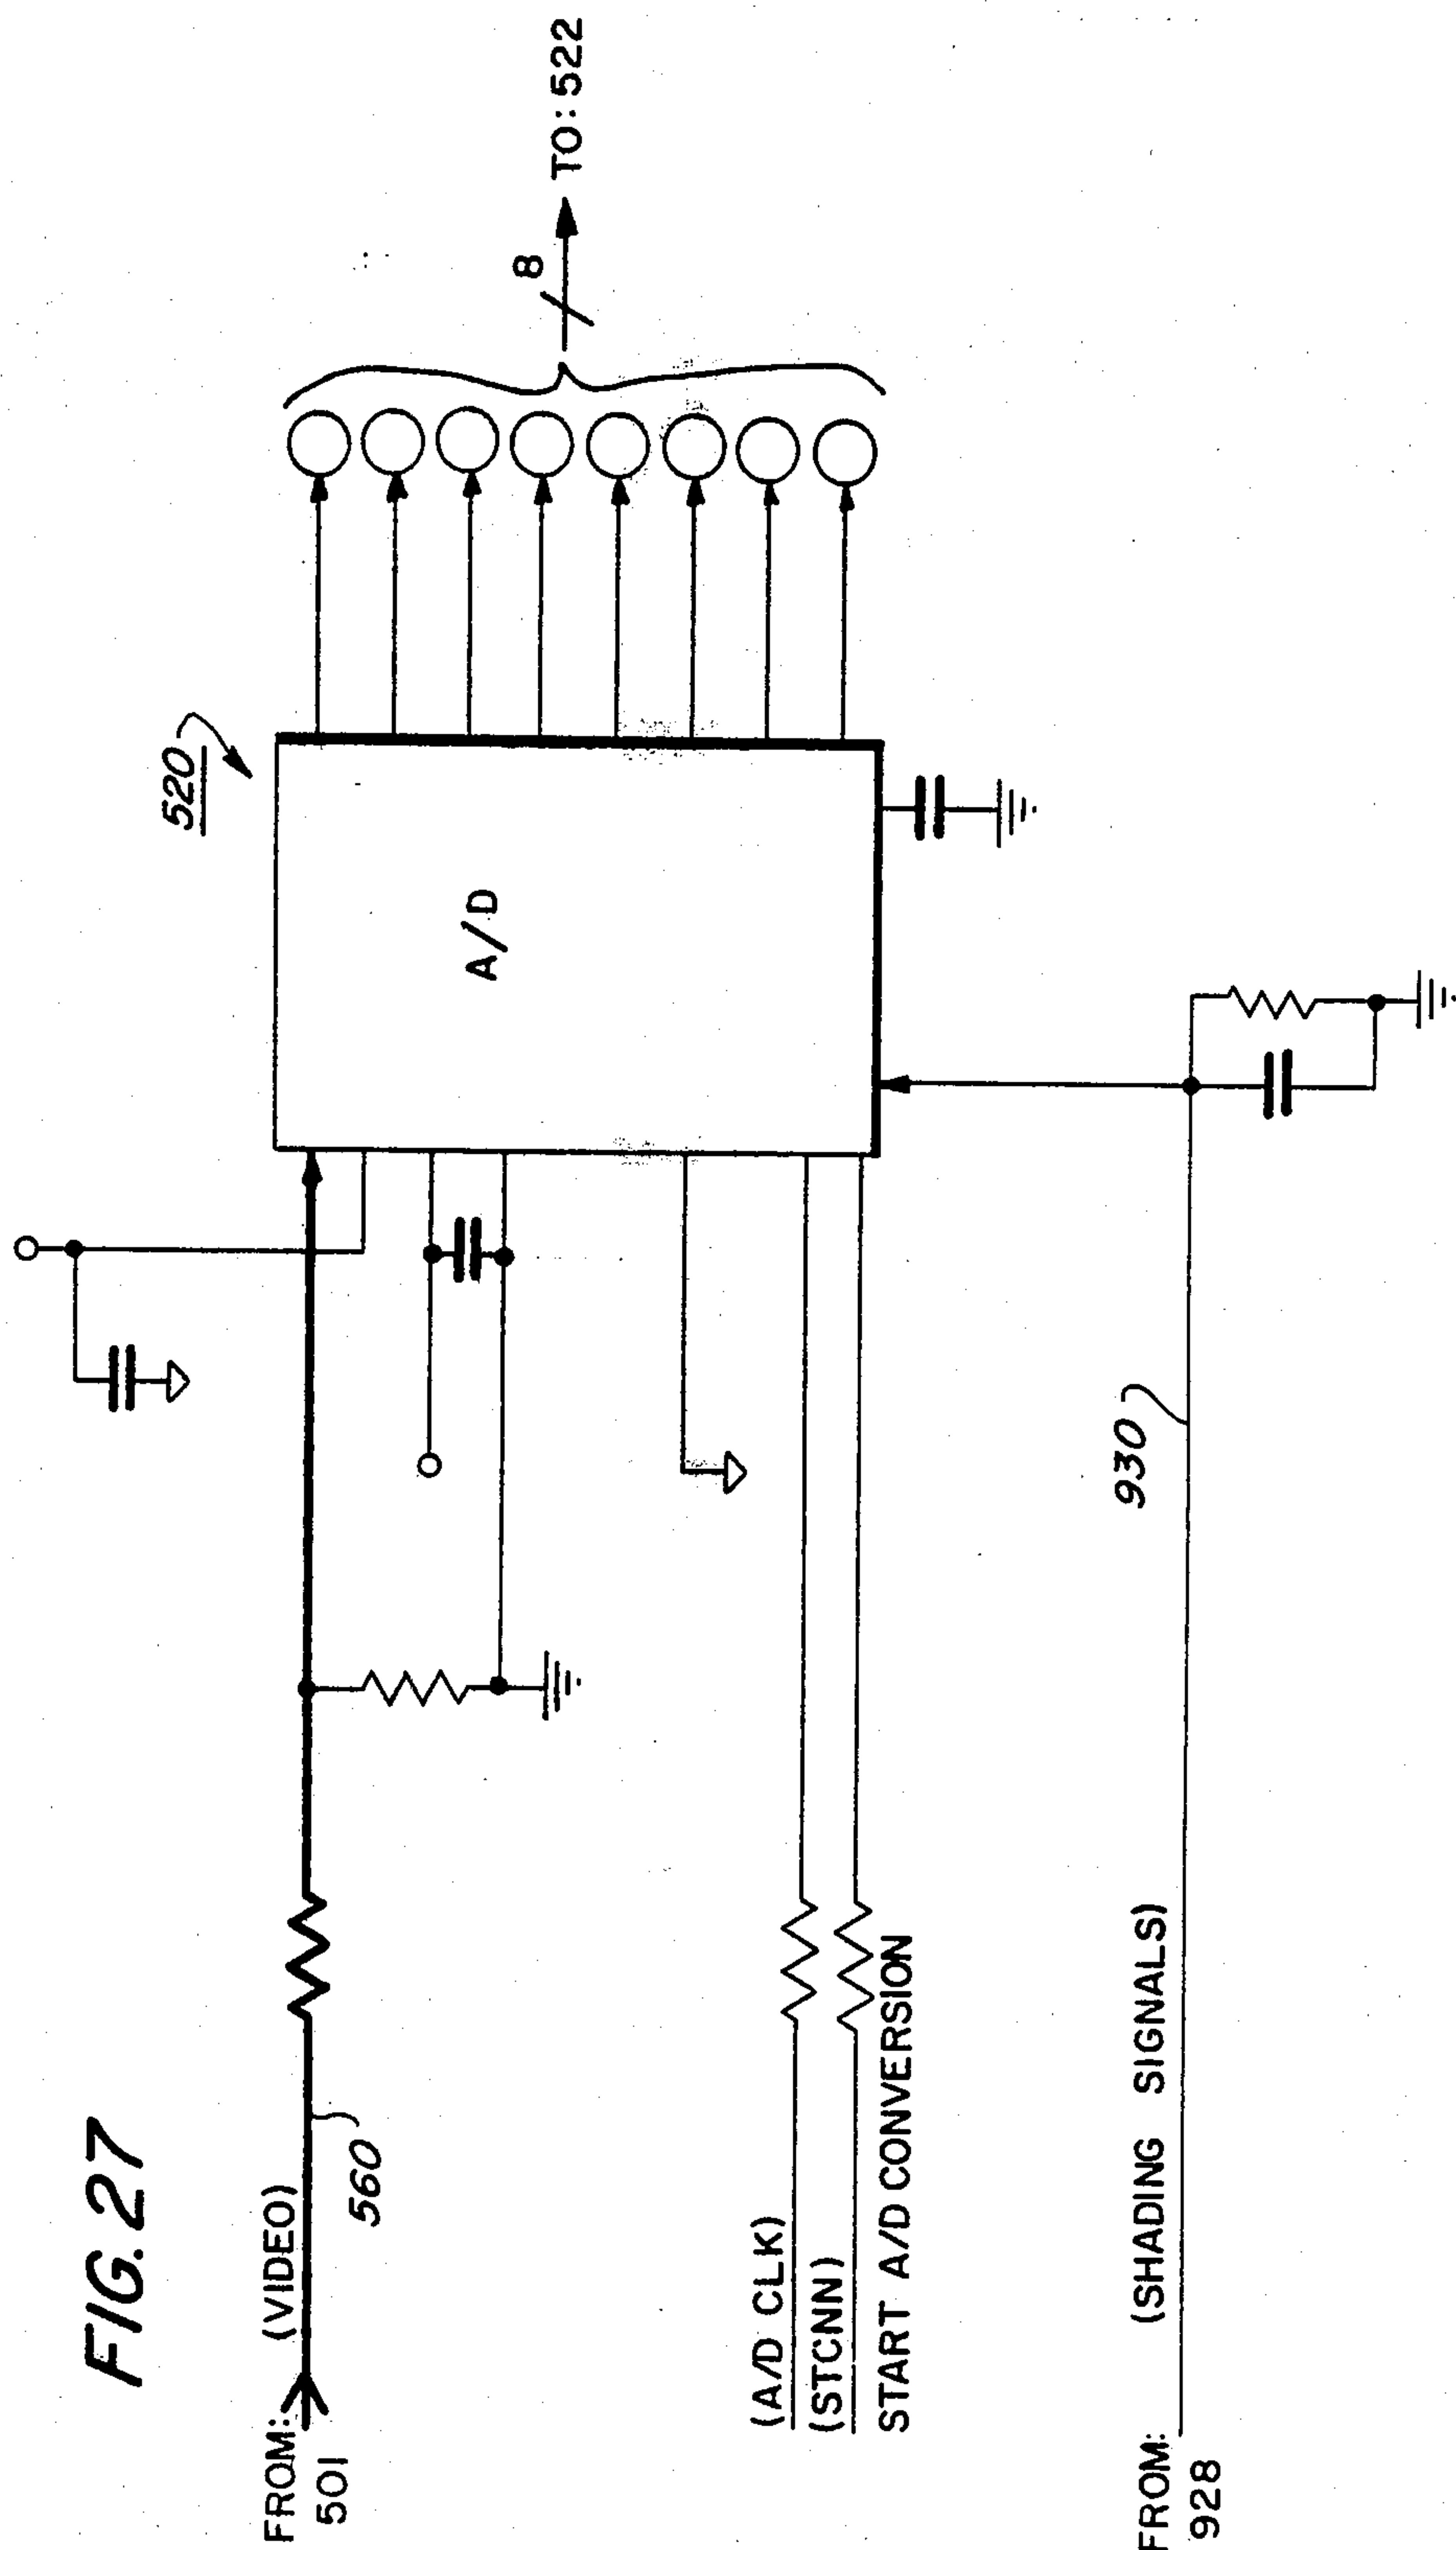 FIG. 27
FROM:
501
(VIDEO)
560
520
A/D
8
TO: 522
(A/D CLK)
(STCNN)
START A/D CONVERSION
FROM:
928
(SHADING SIGNALS)
930